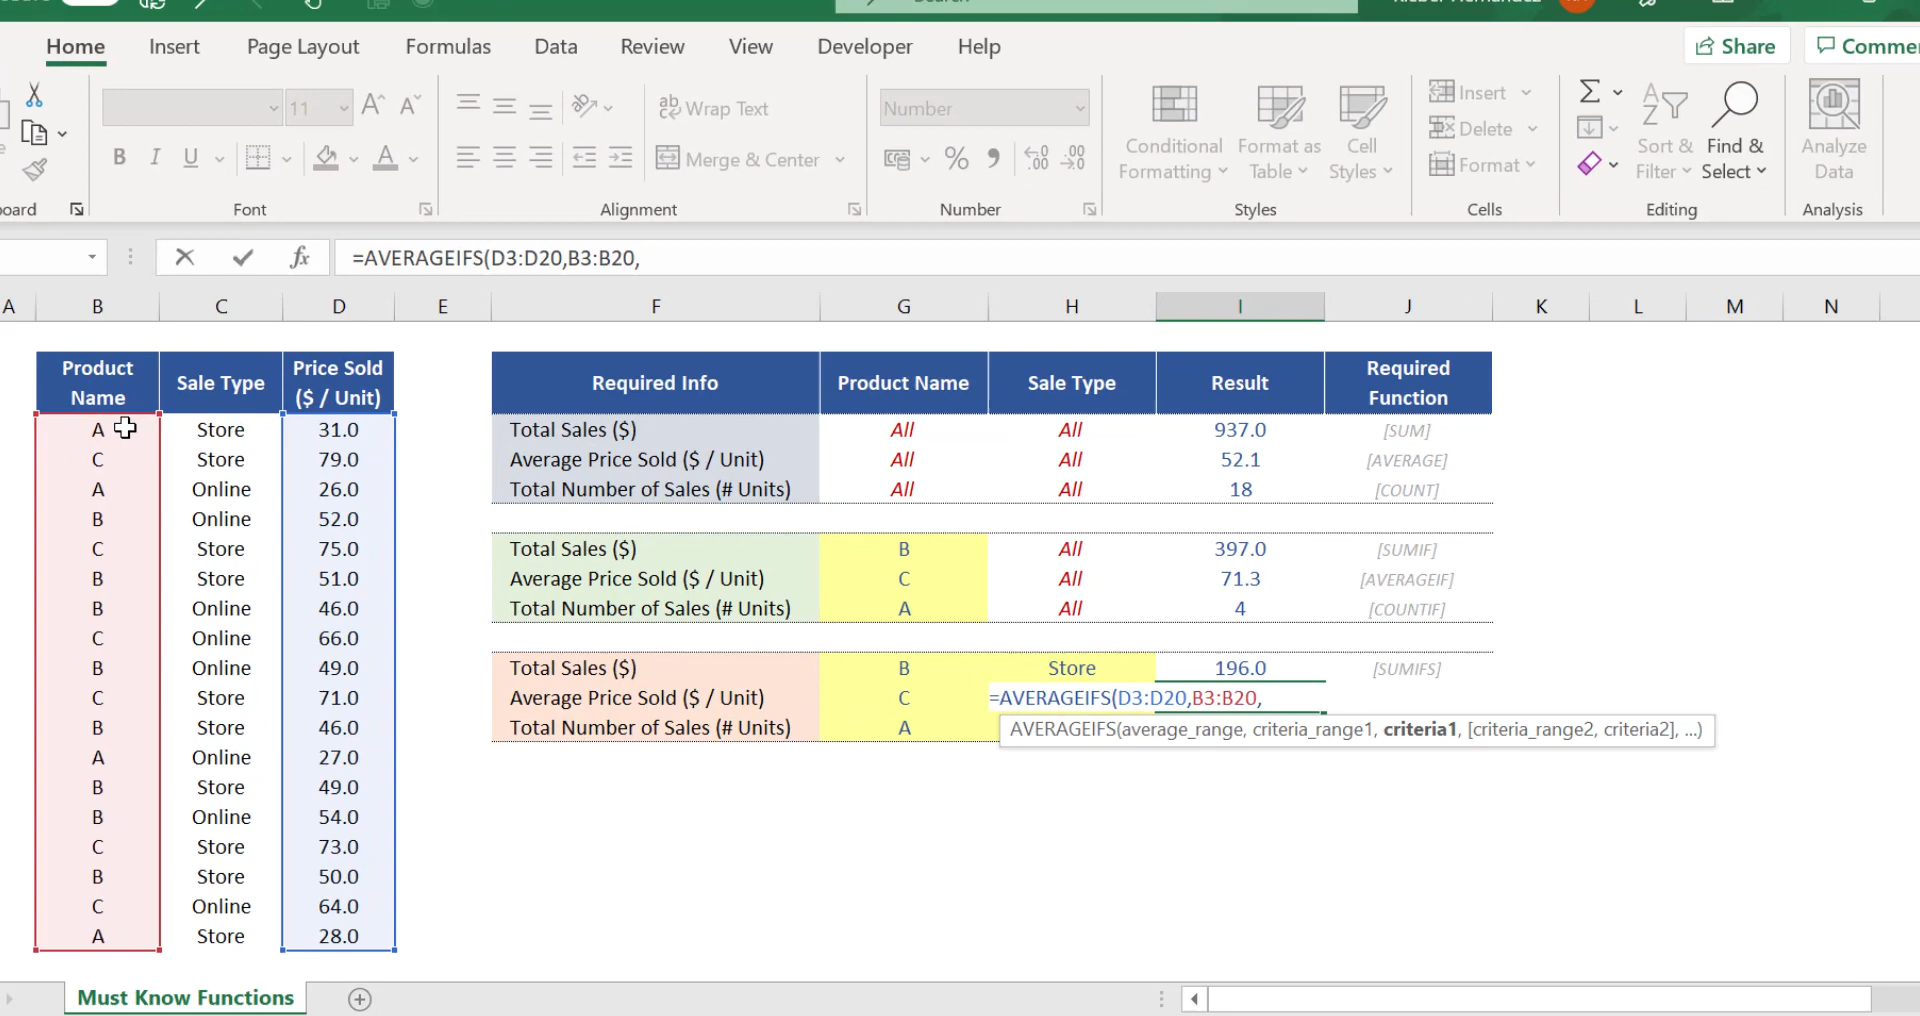 Home Insert Page Layout Formulas Data Review View Developer Help Share
11 Wrap Text Number Insert
Delete
B I U Merge & Center Conditional Formatting Format as Table Cell Styles Format Sort & Filter Find & Select Analyze Data
Font Alignment Number Styles Cells Editing Analysis
fx =AVERAGEIFS(D3:D20,B3:B20,
A B C D E F G H I J K L M N
Product Name Sale Type Price Sold ($ / Unit) Required Info Product Name Sale Type Result Required Function
A Store 31.0 Total Sales ($) All All 937.0 [SUM]
C Store 79.0 Average Price Sold ($ / Unit) All All 52.1 [AVERAGE]
A Online 26.0 Total Number of Sales (# Units) All All 18 [COUNT]
B Online 52.0
C Store 75.0 Total Sales ($) B All 397.0 [SUMIF]
B Store 51.0 Average Price Sold ($ / Unit) C All 71.3 [AVERAGEIF]
B Online 46.0 Total Number of Sales (# Units) A All 4 [COUNTIF]
C Online 66.0
B Online 49.0 Total Sales ($) B Store 196.0 [SUMIFS]
C Store 71.0 Average Price Sold ($ / Unit) C =AVERAGEIFS(D3:D20,B3:B20,
B Store 46.0 Total Number of Sales (# Units) A AVERAGEIFS(average_range, criteria_range1, criteria1, [criteria_range2, criteria2], ...)
A Online 27.0
B Store 49.0
B Online 54.0
C Store 73.0
B Store 50.0
C Online 64.0
A Store 28.0
Must Know Functions